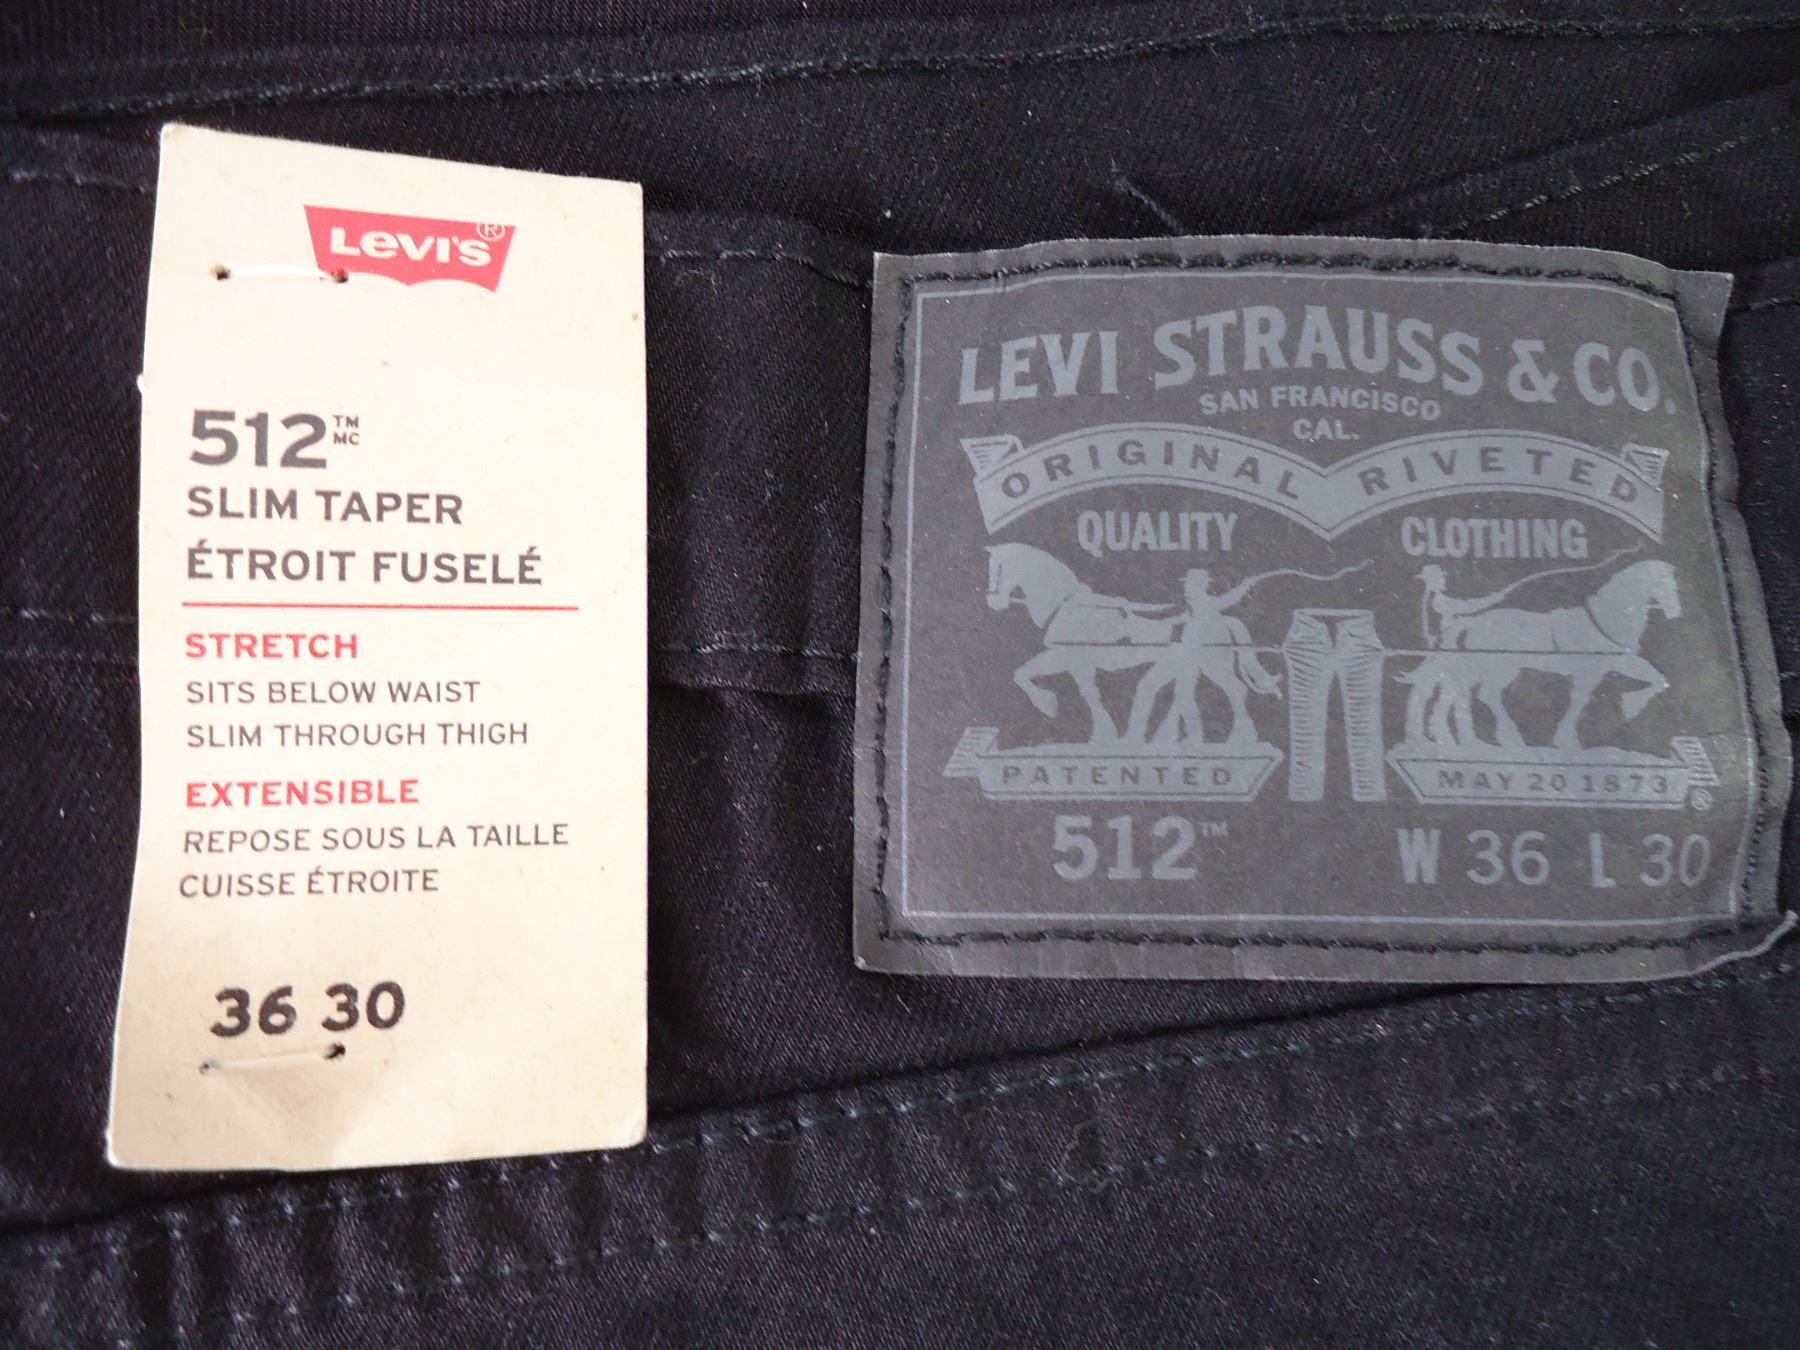 LEVI'S®
512™ MC
SLIM TAPER
ÉTROIT FUSELÉ
STRETCH
SITS BELOW WAIST
SLIM THROUGH THIGH
EXTENSIBLE
REPOSE SOUS LA TAILLE
CUISSE ÉTROITE
36 30
LEVI STRAUSS & CO.
SAN FRANCISCO
CAL.
ORIGINAL RIVETED
QUALITY CLOTHING
PATENTED MAY 20 1873 ®
512™ W 36 L 30